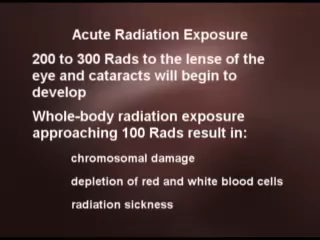 Acute Radiation Exposure
200 to 300 Rads to the lense of the
eye and cataracts will begin to
develop
Whole-body radiation exposure
approaching 100 Rads result in:
chromosomal damage
depletion of red and white blood cells
radiation sickness